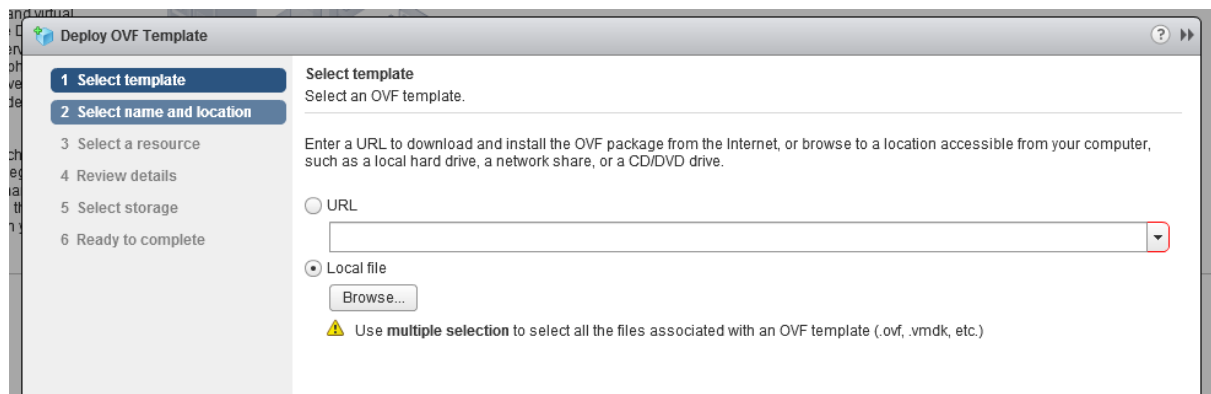 and virtual
Deploy OVF Template
1 Select template
2 Select name and location
3 Select a resource
4 Review details
5 Select storage
6 Ready to complete
Select template
Select an OVF template.
Enter a URL to download and install the OVF package from the Internet, or browse to a location accessible from your computer,
such as a local hard drive, a network share, or a CD/DVD drive.
URL
Local file
Browse...
Use multiple selection to select all the files associated with an OVF template (.ovf, .vmdk, etc.)